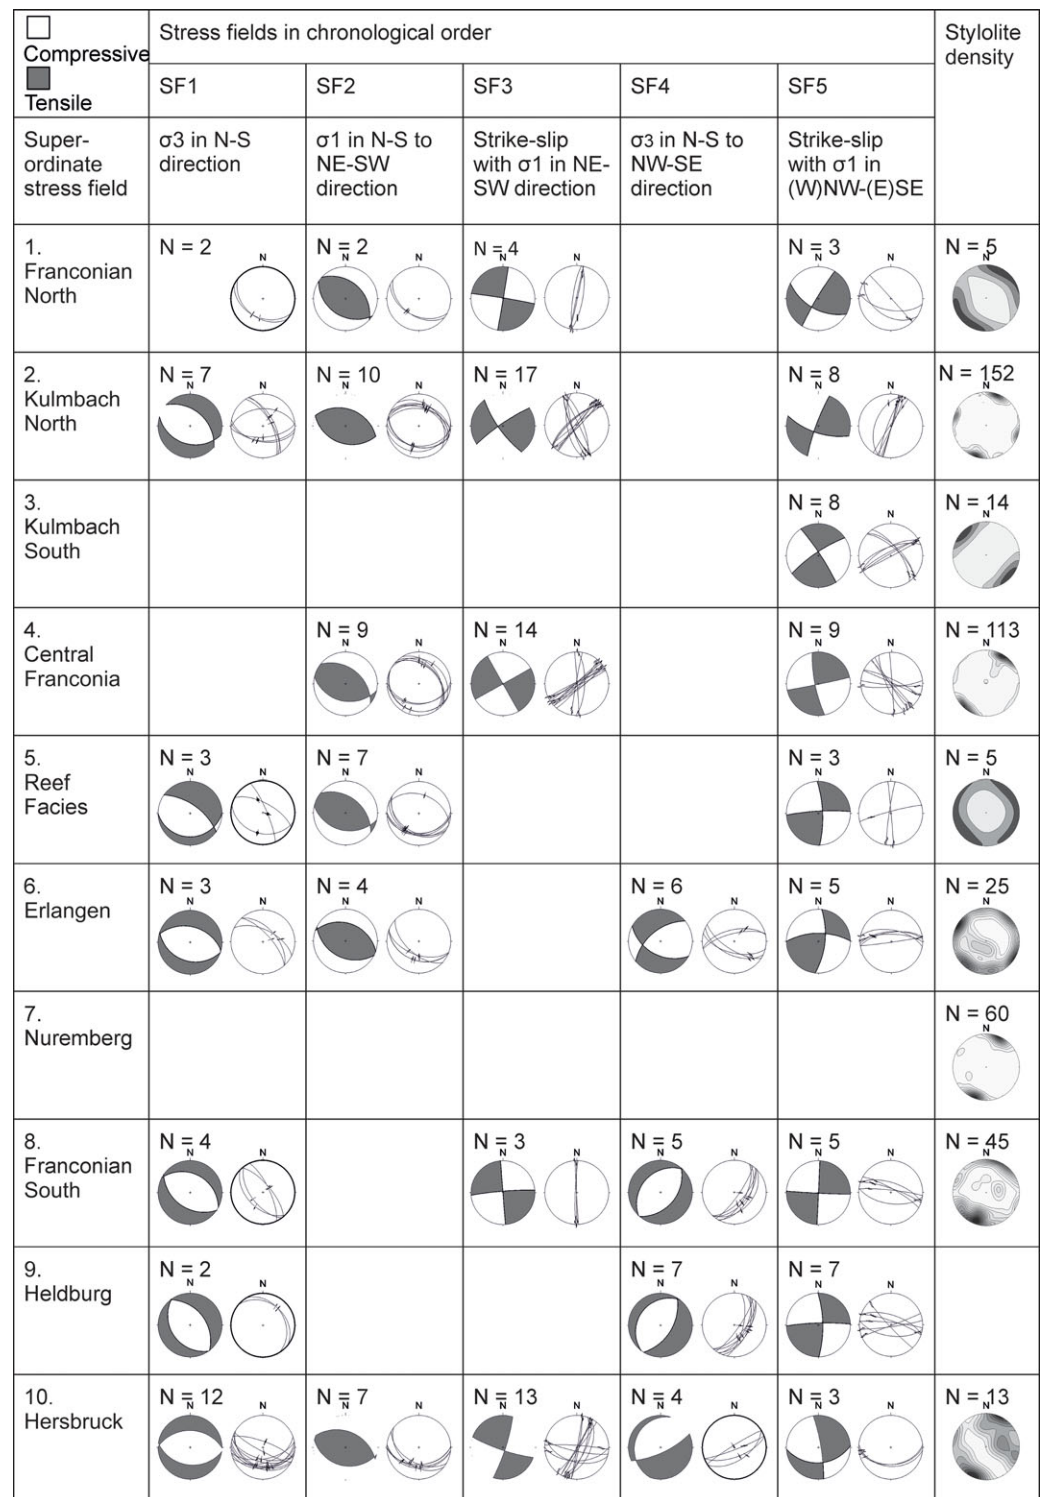 Compressive
Tensile
Stress fields in chronological order
Stylolite
density
SF1
SF2
SF3
SF4
SF5
Super-
ordinate
stress field
σ3 in N-S
direction
σ1 in N-S to
NE-SW
direction
Strike-slip
with σ1 in NE-
SW direction
σ3 in N-S to
NW-SE
direction
Strike-slip
with σ1 in
(W)NW-(E)SE
1.
Franconian
North
N = 2
N
N = 2
N
N
N = 4
N
N
N = 3
N
N
N = 5
N
2.
Kulmbach
North
N = 7
N
N
N = 10
N
N
N = 17
N
N
N = 8
N
N
N = 152
N
3.
Kulmbach
South
N = 8
N
N
N = 14
N
4.
Central
Franconia
N = 9
N
N
N = 14
N
N
N = 9
N
N
N = 113
N
5.
Reef
Facies
N = 3
N
N
N = 7
N
N
N = 3
N
N
N = 5
N
6.
Erlangen
N = 3
N
N
N = 4
N
N
N = 6
N
N
N = 5
N
N
N = 25
N
7.
Nuremberg
N = 60
N
8.
Franconian
South
N = 4
N
N
N = 3
N
N
N = 5
N
N
N = 5
N
N
N = 45
N
9.
Heldburg
N = 2
N
N
N = 7
N
N
N = 7
N
N
10.
Hersbruck
N = 12
N
N
N = 7
N
N
N = 13
N
N
N = 4
N
N
N = 3
N
N
N = 13
N